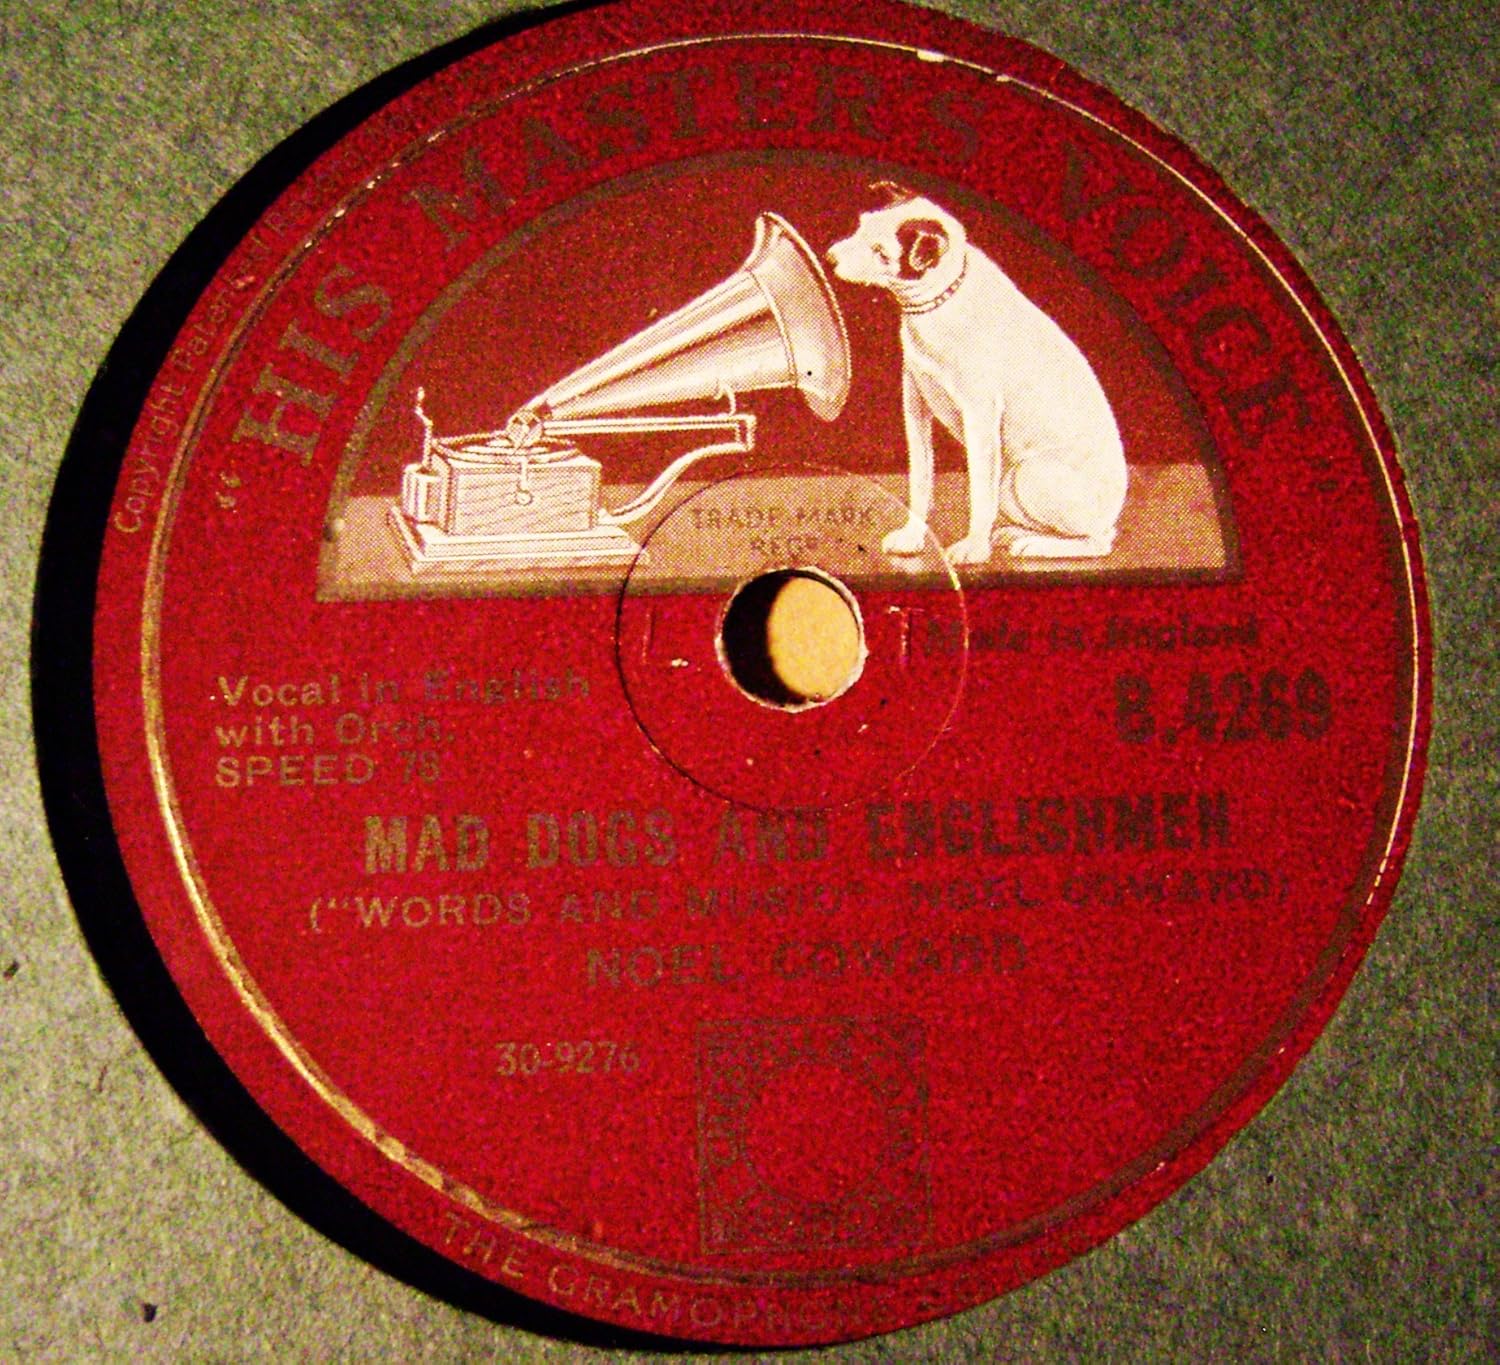 "HIS MASTER'S VOICE"
Copyright
TRADE MARK
REGD
L T
Made in England
B.4269
Vocal in English
with Orch.
SPEED 78
MAD DOGS AND ENGLISHMEN
("WORDS AND MUSIC" NOEL COWARD)
NOEL COWARD
30-9276
THE GRAMOPHONE